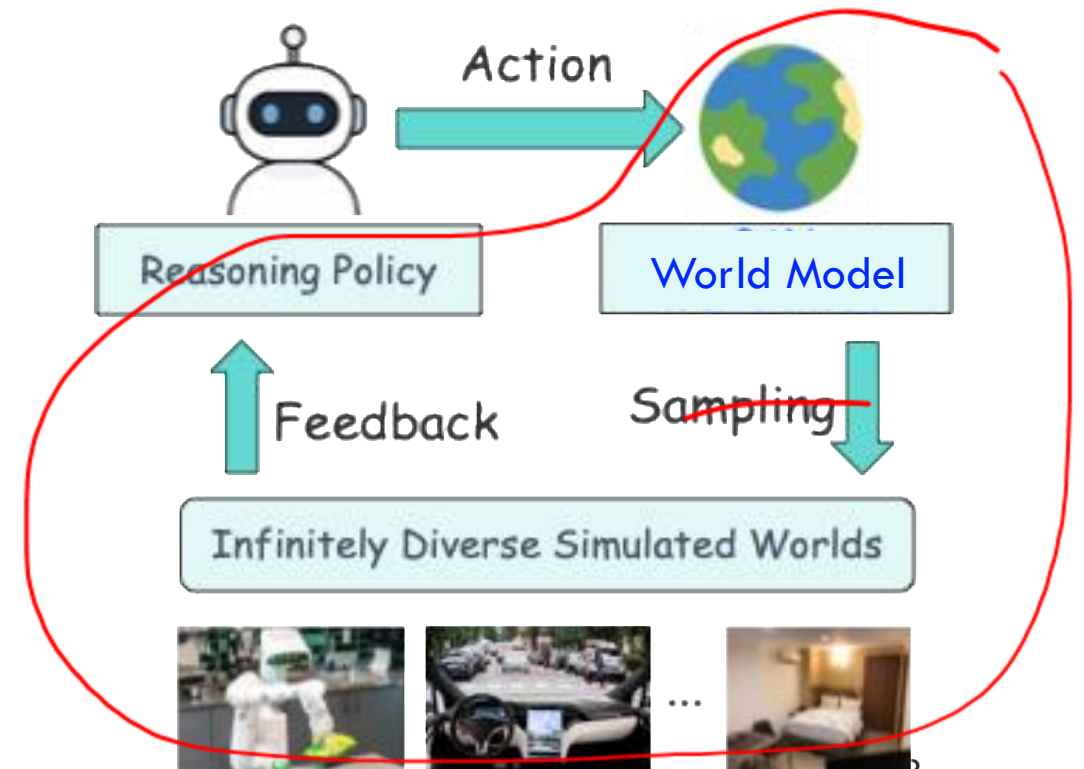 Action
Reasoning Policy
World Model
Feedback
Sampling
Infinitely Diverse Simulated Worlds
...